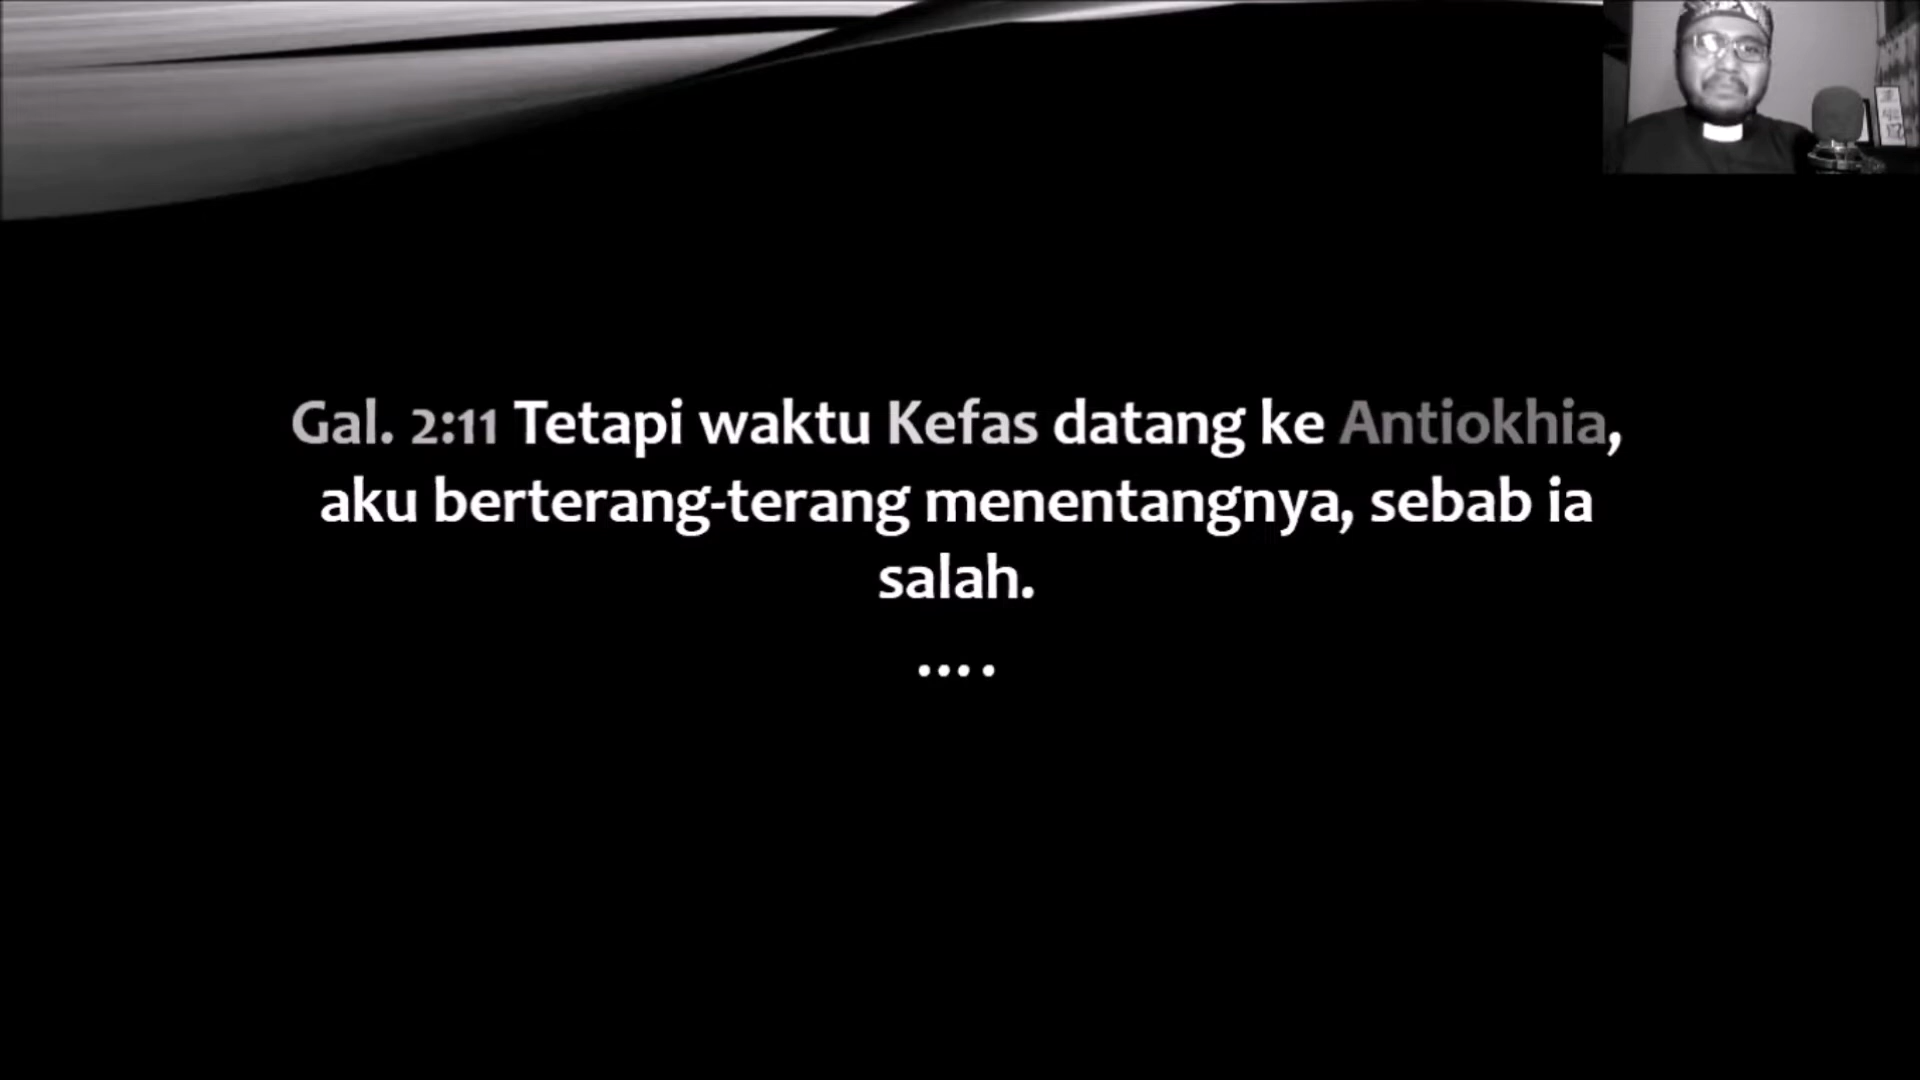 Gal. 2:11 Tetapi waktu Kefas datang ke Antiokhia,
aku berterang-terang menentangnya, sebab ia
salah.
....